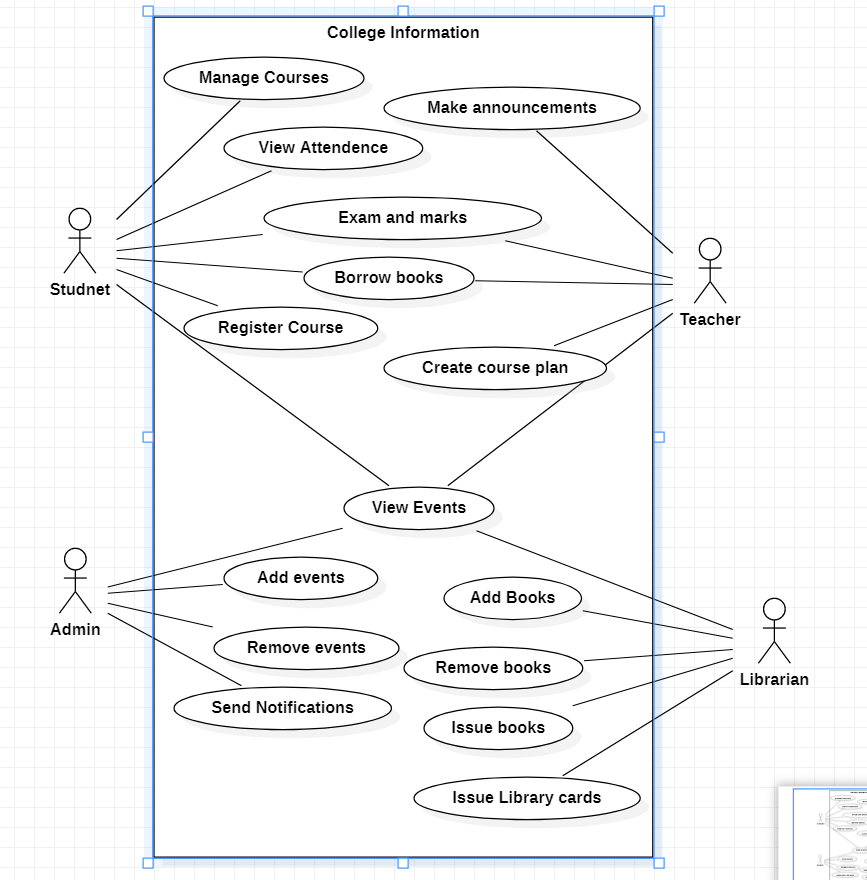 College Information
Manage Courses
Make announcements
View Attendence
Exam and marks
Borrow books
Studnet
Register Course
Teacher
Create course plan
View Events
Add events
Add Books
Admin
Remove events
Remove books
Librarian
Send Notifications
Issue books
Issue Library cards